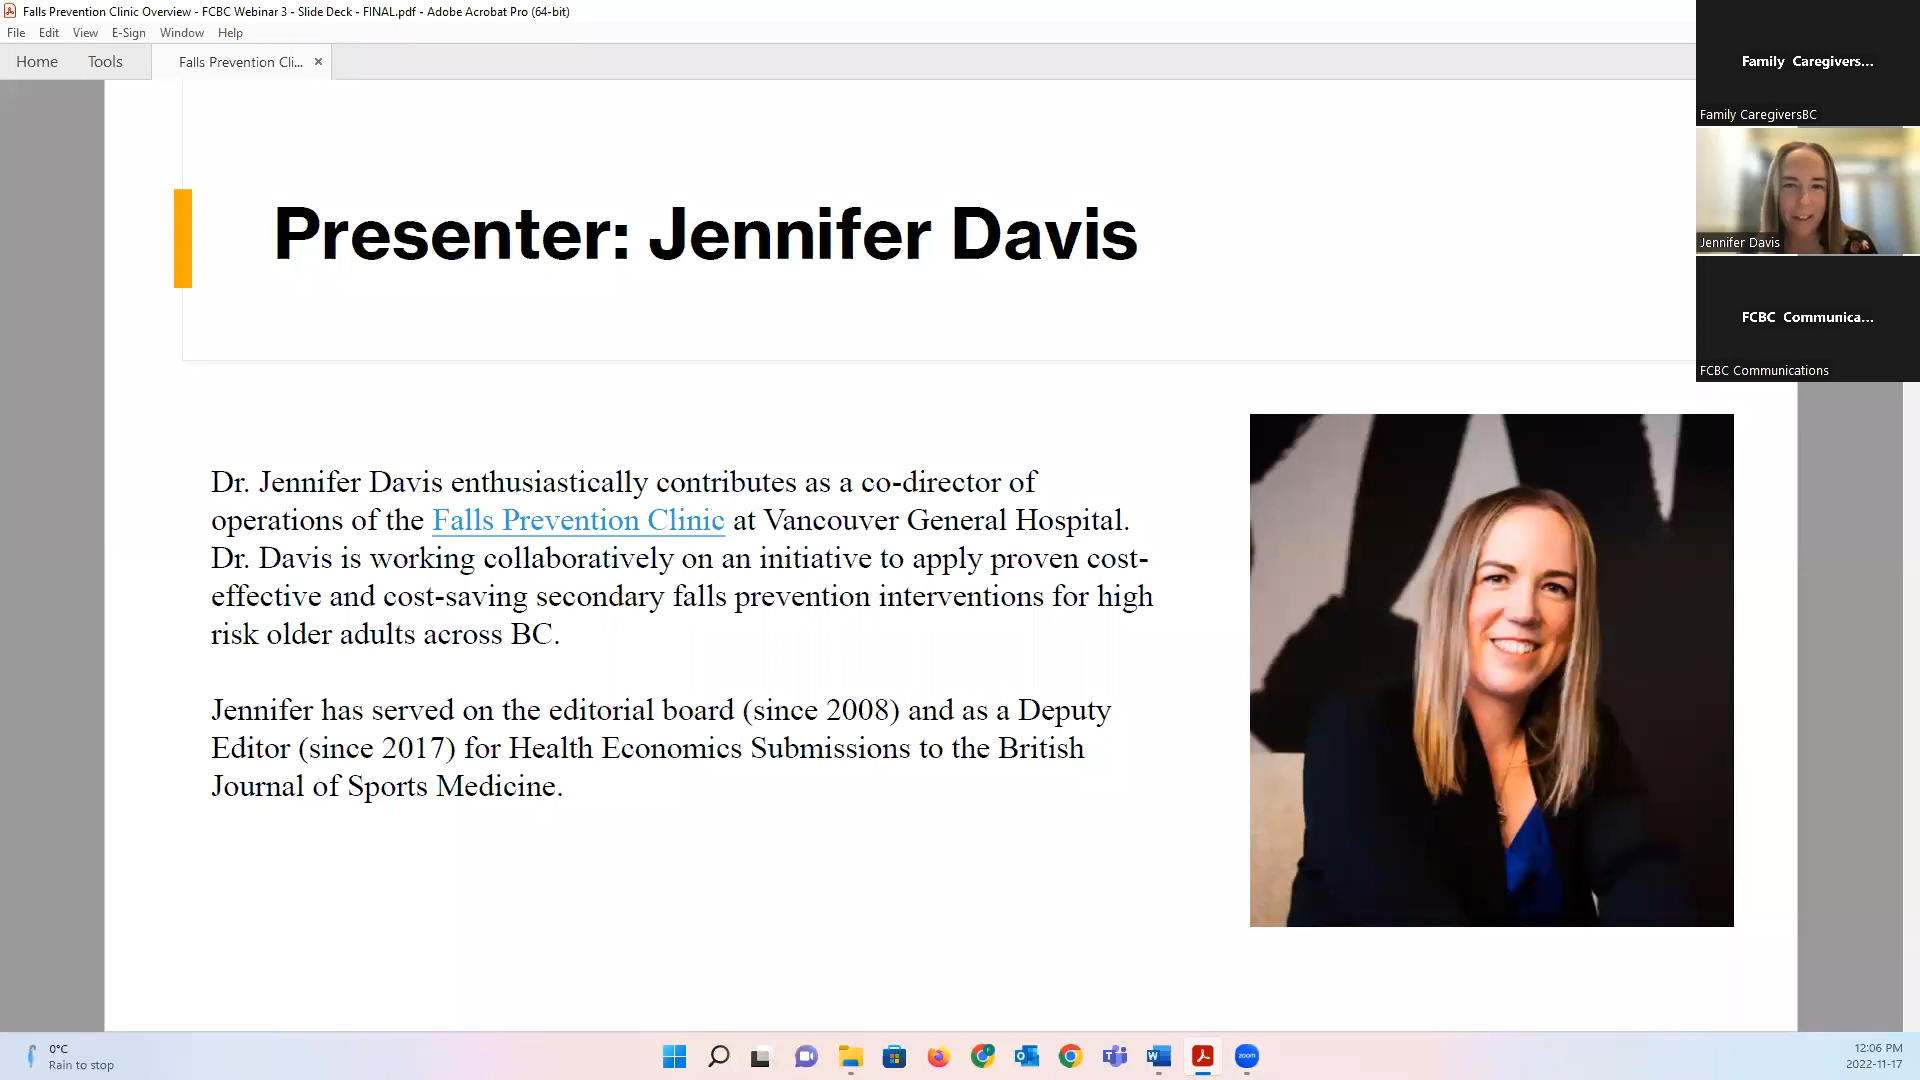 Falls Prevention Clinic Overview - FCBC Webinar 3 - Slide Deck - FINAL.pdf - Adobe Acrobat Pro (64-bit)
File Edit View E-Sign Window Help
Home Tools Falls Prevention Cli... ×
Family Caregivers...
Family CaregiversBC
Jennifer Davis
FCBC Communica...
FCBC Communications
Presenter: Jennifer Davis
Dr. Jennifer Davis enthusiastically contributes as a co-director of
operations of the Falls Prevention Clinic at Vancouver General Hospital.
Dr. Davis is working collaboratively on an initiative to apply proven cost-
effective and cost-saving secondary falls prevention interventions for high
risk older adults across BC.
Jennifer has served on the editorial board (since 2008) and as a Deputy
Editor (since 2017) for Health Economics Submissions to the British
Journal of Sports Medicine.
0°C
Rain to stop
zoom
12:06 PM
2022-11-17